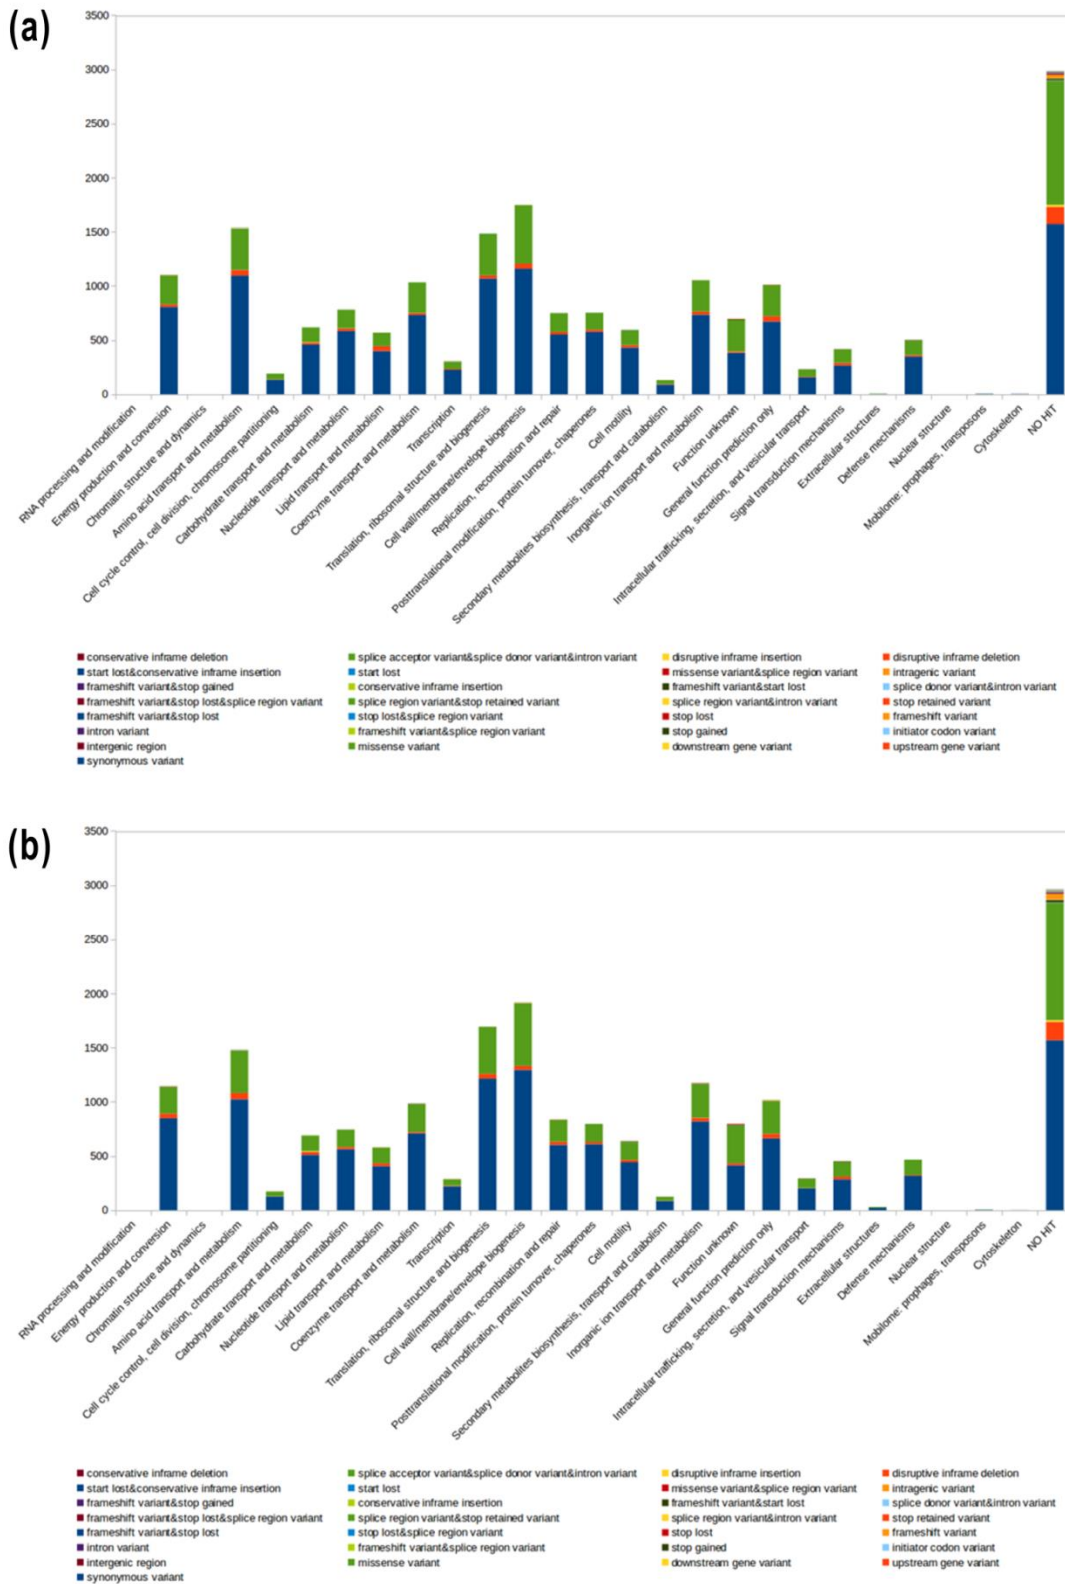 (a)
3500
3000
2500
2000
1500
1000
500
0
RNA processing and modification
Energy production and conversion
Chromatin structure and dynamics
Amino acid transport and metabolism
Cell cycle control, cell division, chromosome partitioning
Carbohydrate transport and metabolism
Nucleotide transport and metabolism
Lipid transport and metabolism
Coenzyme transport and metabolism
Transcription
Translation, ribosomal structure and biogenesis
Cell wall/membrane/envelope biogenesis
Replication, recombination and repair
Posttranslational modification, protein turnover, chaperones
Cell motility
Secondary metabolites biosynthesis, transport and catabolism
Inorganic ion transport and metabolism
Function unknown
General function prediction only
Intracellular trafficking, secretion, and vesicular transport
Signal transduction mechanisms
Extracellular structures
Defense mechanisms
Nuclear structure
Mobilome: prophages, transposons
Cytoskeleton
NO HIT
conservative inframe deletion splice acceptor variant&splice donor variant&intron variant disruptive inframe insertion disruptive inframe deletion
start lost&conservative inframe insertion start lost missense variant&splice region variant intragenic variant
frameshift variant&stop gained conservative inframe insertion frameshift variant&start lost splice donor variant&intron variant
frameshift variant&stop lost&splice region variant splice region variant&stop retained variant splice region variant&intron variant stop retained variant
frameshift variant&stop lost stop lost&splice region variant stop lost frameshift variant
intron variant frameshift variant&splice region variant stop gained initiator codon variant
intergenic region missense variant downstream gene variant upstream gene variant
synonymous variant
(b)
3500
3000
2500
2000
1500
1000
500
0
RNA processing and modification
Energy production and conversion
Chromatin structure and dynamics
Amino acid transport and metabolism
Cell cycle control, cell division, chromosome partitioning
Carbohydrate transport and metabolism
Nucleotide transport and metabolism
Lipid transport and metabolism
Coenzyme transport and metabolism
Transcription
Translation, ribosomal structure and biogenesis
Cell wall/membrane/envelope biogenesis
Replication, recombination and repair
Posttranslational modification, protein turnover, chaperones
Cell motility
Secondary metabolites biosynthesis, transport and catabolism
Inorganic ion transport and metabolism
Function unknown
General function prediction only
Intracellular trafficking, secretion, and vesicular transport
Signal transduction mechanisms
Extracellular structures
Defense mechanisms
Nuclear structure
Mobilome: prophages, transposons
Cytoskeleton
NO HIT
conservative inframe deletion splice acceptor variant&splice donor variant&intron variant disruptive inframe insertion disruptive inframe deletion
start lost&conservative inframe insertion start lost missense variant&splice region variant intragenic variant
frameshift variant&stop gained conservative inframe insertion frameshift variant&start lost splice donor variant&intron variant
frameshift variant&stop lost&splice region variant splice region variant&stop retained variant splice region variant&intron variant stop retained variant
frameshift variant&stop lost stop lost&splice region variant stop lost frameshift variant
intron variant frameshift variant&splice region variant stop gained initiator codon variant
intergenic region missense variant downstream gene variant upstream gene variant
synonymous variant